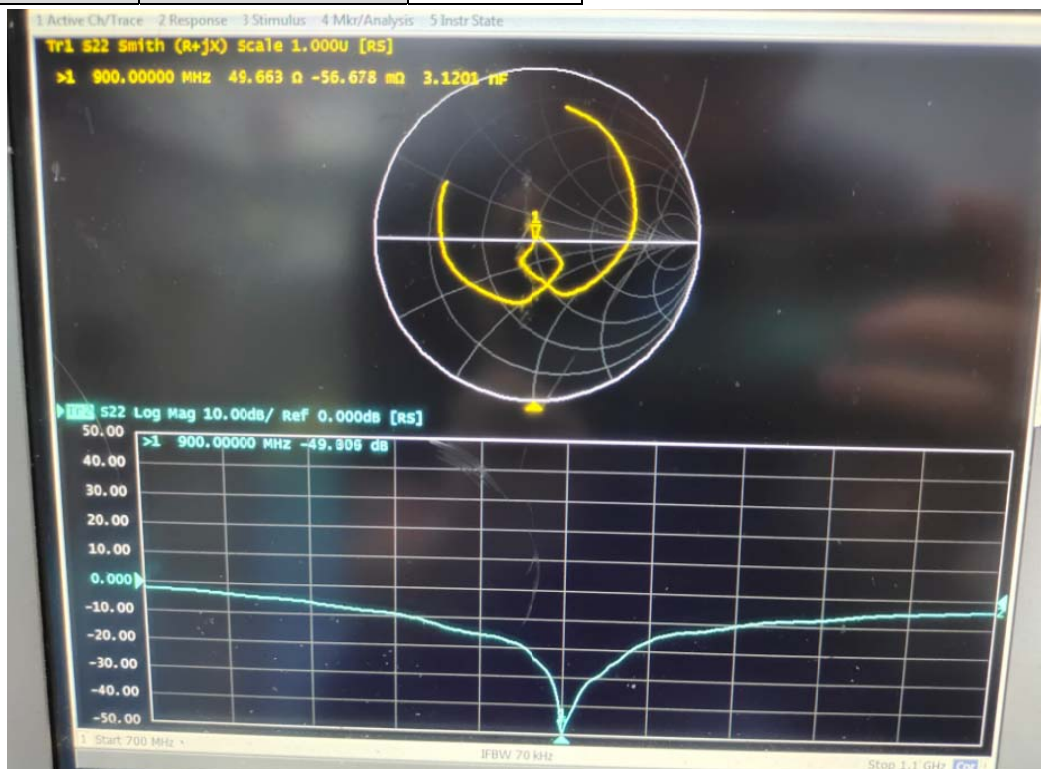 1 Active Ch/Trace 2 Response 3 Stimulus 4 Mkr/Analysis 5 Instr State
Tr1 S22 Smith (R+jX) Scale 1.000U [RS]
>1 900.00000 MHz 49.663 Ω -56.678 mΩ 3.1201 nF
1
Tr2 S22 Log Mag 10.00dB/ Ref 0.000dB [RS]
50.00
>1 900.00000 MHz -49.306 dB
40.00
30.00
20.00
10.00
0.000
-10.00
-20.00
-30.00
-40.00
-50.00
1
1 Start 700 MHz
IFBW 70 kHz
Stop 1.1 GHz Cor